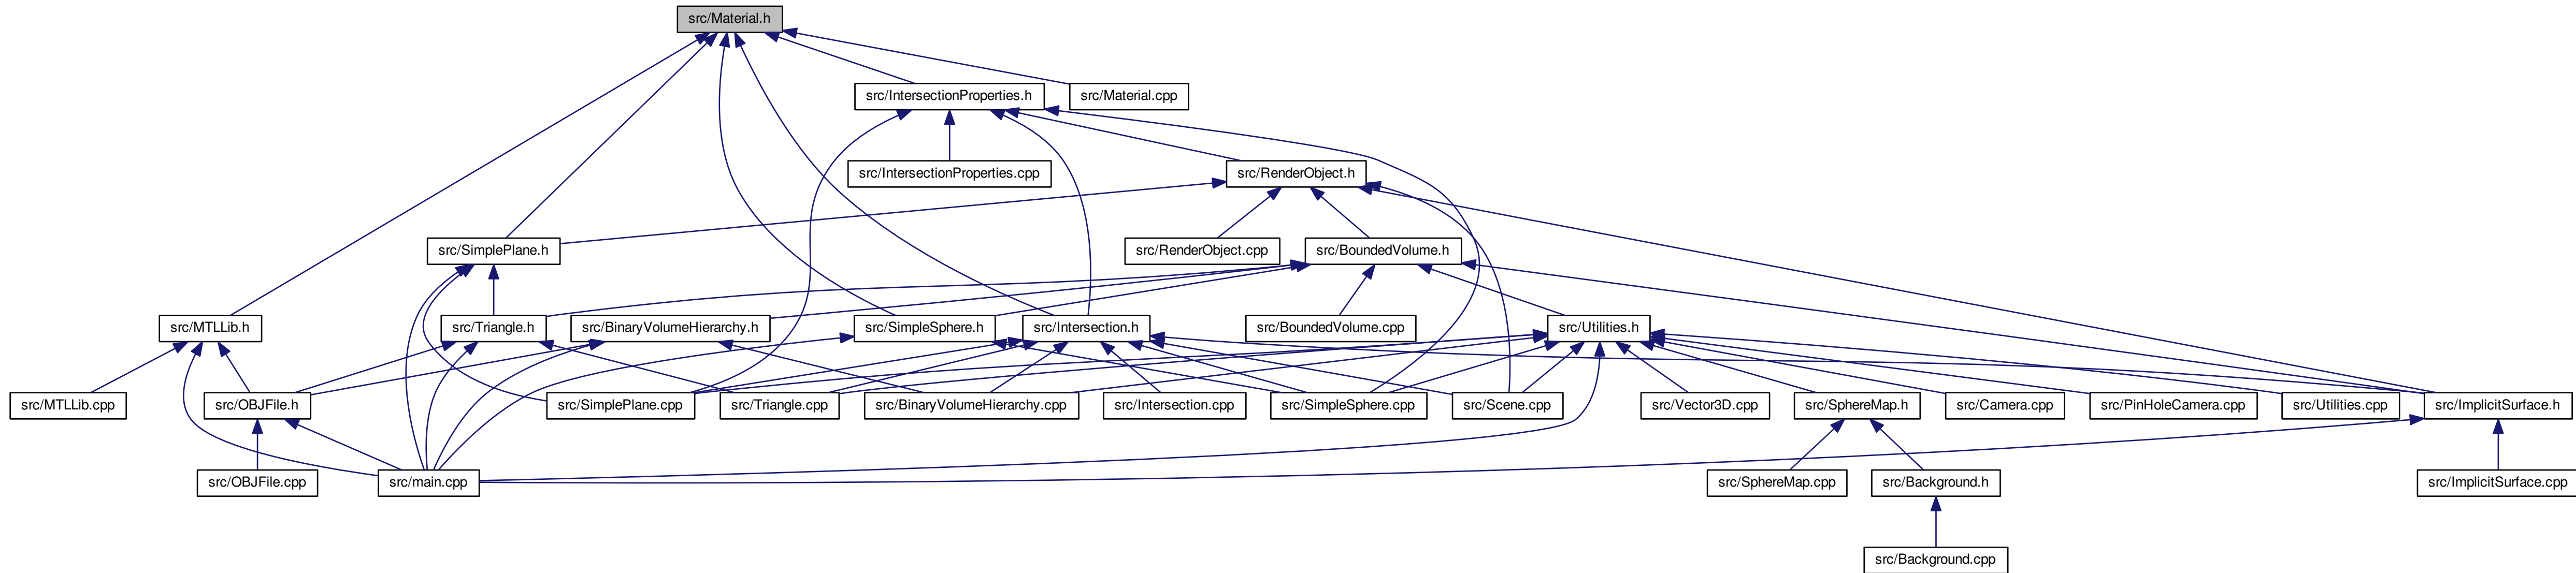 src/Material.h
src/IntersectionProperties.h
src/Material.cpp
src/IntersectionProperties.cpp
src/RenderObject.h
src/SimplePlane.h
src/RenderObject.cpp
src/BoundedVolume.h
src/MTLLib.h
src/Triangle.h
src/BinaryVolumeHierarchy.h
src/SimpleSphere.h
src/Intersection.h
src/BoundedVolume.cpp
src/Utilities.h
src/MTLLib.cpp
src/OBJFile.h
src/SimplePlane.cpp
src/Triangle.cpp
src/BinaryVolumeHierarchy.cpp
src/Intersection.cpp
src/SimpleSphere.cpp
src/Scene.cpp
src/Vector3D.cpp
src/SphereMap.h
src/Camera.cpp
src/PinHoleCamera.cpp
src/Utilities.cpp
src/ImplicitSurface.h
src/OBJFile.cpp
src/main.cpp
src/SphereMap.cpp
src/Background.h
src/ImplicitSurface.cpp
src/Background.cpp